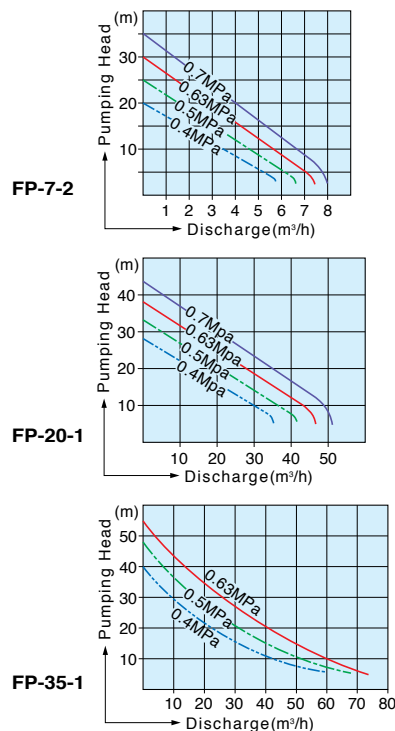 (m)
Pumping Head
30
20
10
0.7MPa
0.63MPa
0.5MPa
0.4MPa
FP-7-2
1 2 3 4 5 6 7 8
Discharge(m³/h)
(m)
Pumping Head
40
30
20
10
0.7Mpa
0.63Mpa
0.5Mpa
0.4Mpa
FP-20-1
10 20 30 40 50
Discharge(m³/h)
(m)
Pumping Head
50
40
30
20
10
0.63MPa
0.5MPa
0.4MPa
FP-35-1
10 20 30 40 50 60 70 80
Discharge(m³/h)